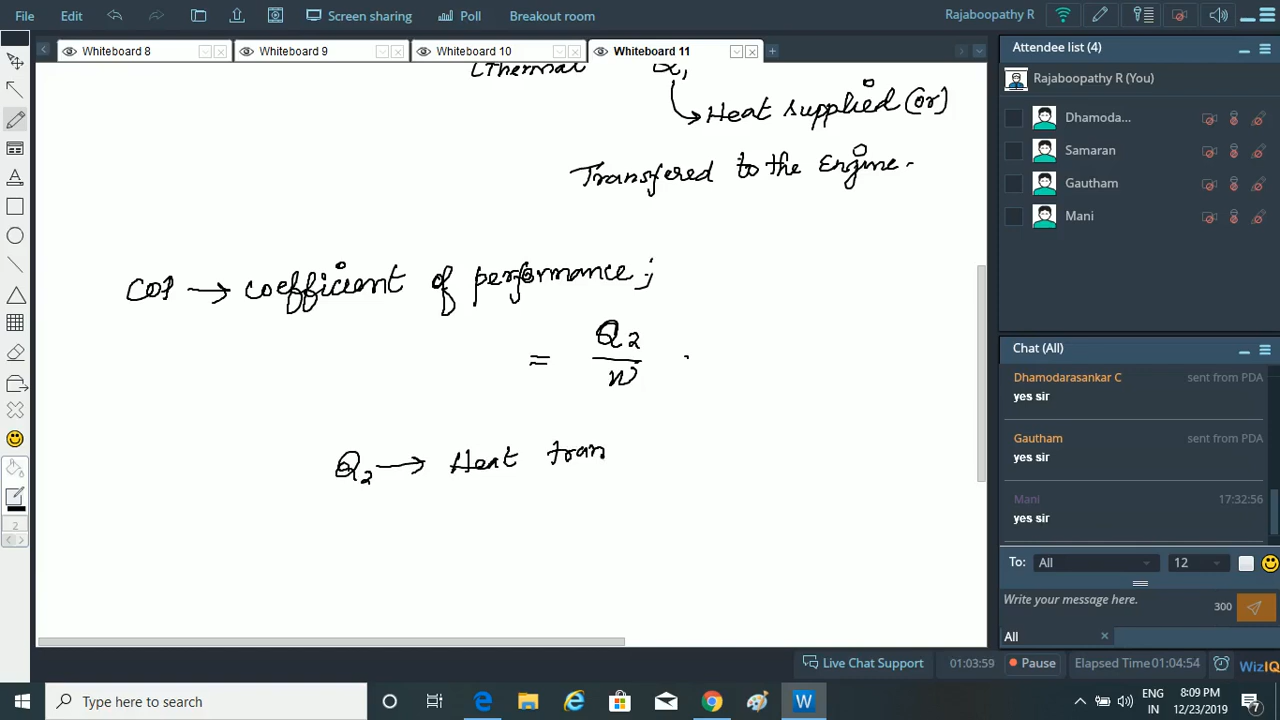 Edit
Screen sharing
Poll
Breakout room
Rajaboopathy R
Whiteboard 8
Whiteboard 9
Whiteboard 10
Whiteboard 11
Attendee list (4)
Rajaboopathy R (You)
Dhamoda...
Samaran
Gautham
Mani
(Thermal Q1
Heat supplied (or)
Transfered to the Engine.
COP → coefficient of performance;
= Q2
W
Q2 → Heat tran
Chat (All)
Dhamodarasankar C sent from PDA
yes sir
Gautham sent from PDA
yes sir
Mani 17:32:56
yes sir
To: All 12
Write your message here. 300
All
Live Chat Support 01:03:59 Pause Elapsed Time 01:04:54 WizIQ
Type here to search
ENG 8:09 PM
IN 12/23/2019
7